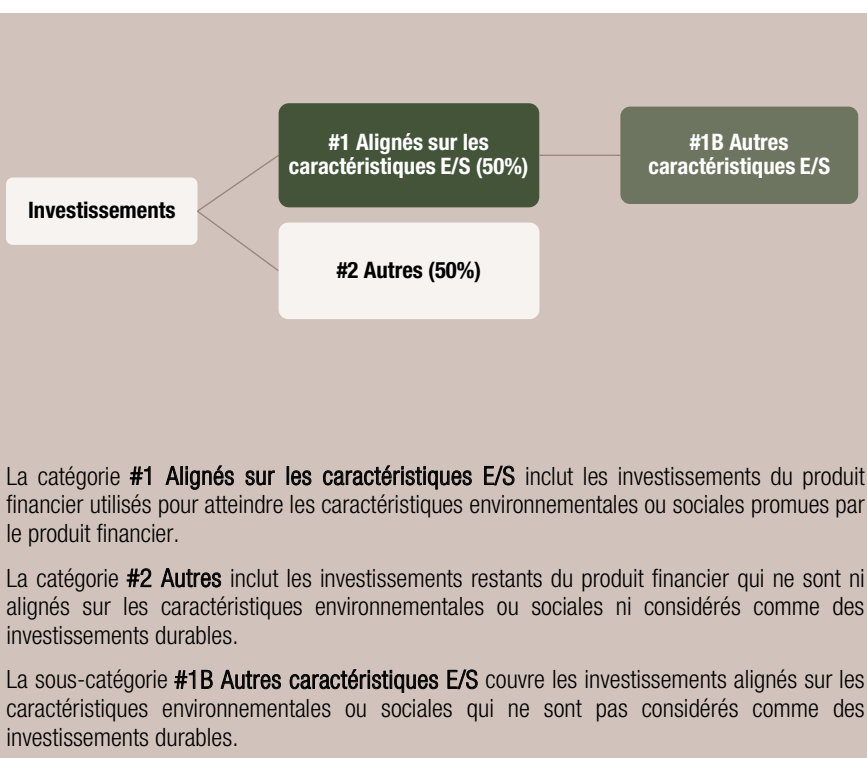 #1 Alignés sur les
caractéristiques E/S (50%)
#1B Autres
caractéristiques E/S
Investissements
#2 Autres (50%)
La catégorie #1 Alignés sur les caractéristiques E/S inclut les investissements du produit
financier utilisés pour atteindre les caractéristiques environnementales ou sociales promues par
le produit financier.
La catégorie #2 Autres inclut les investissements restants du produit financier qui ne sont ni
alignés sur les caractéristiques environnementales ou sociales ni considérés comme des
investissements durables.
La sous-catégorie #1B Autres caractéristiques E/S couvre les investissements alignés sur les
caractéristiques environnementales ou sociales qui ne sont pas considérés comme des
investissements durables.